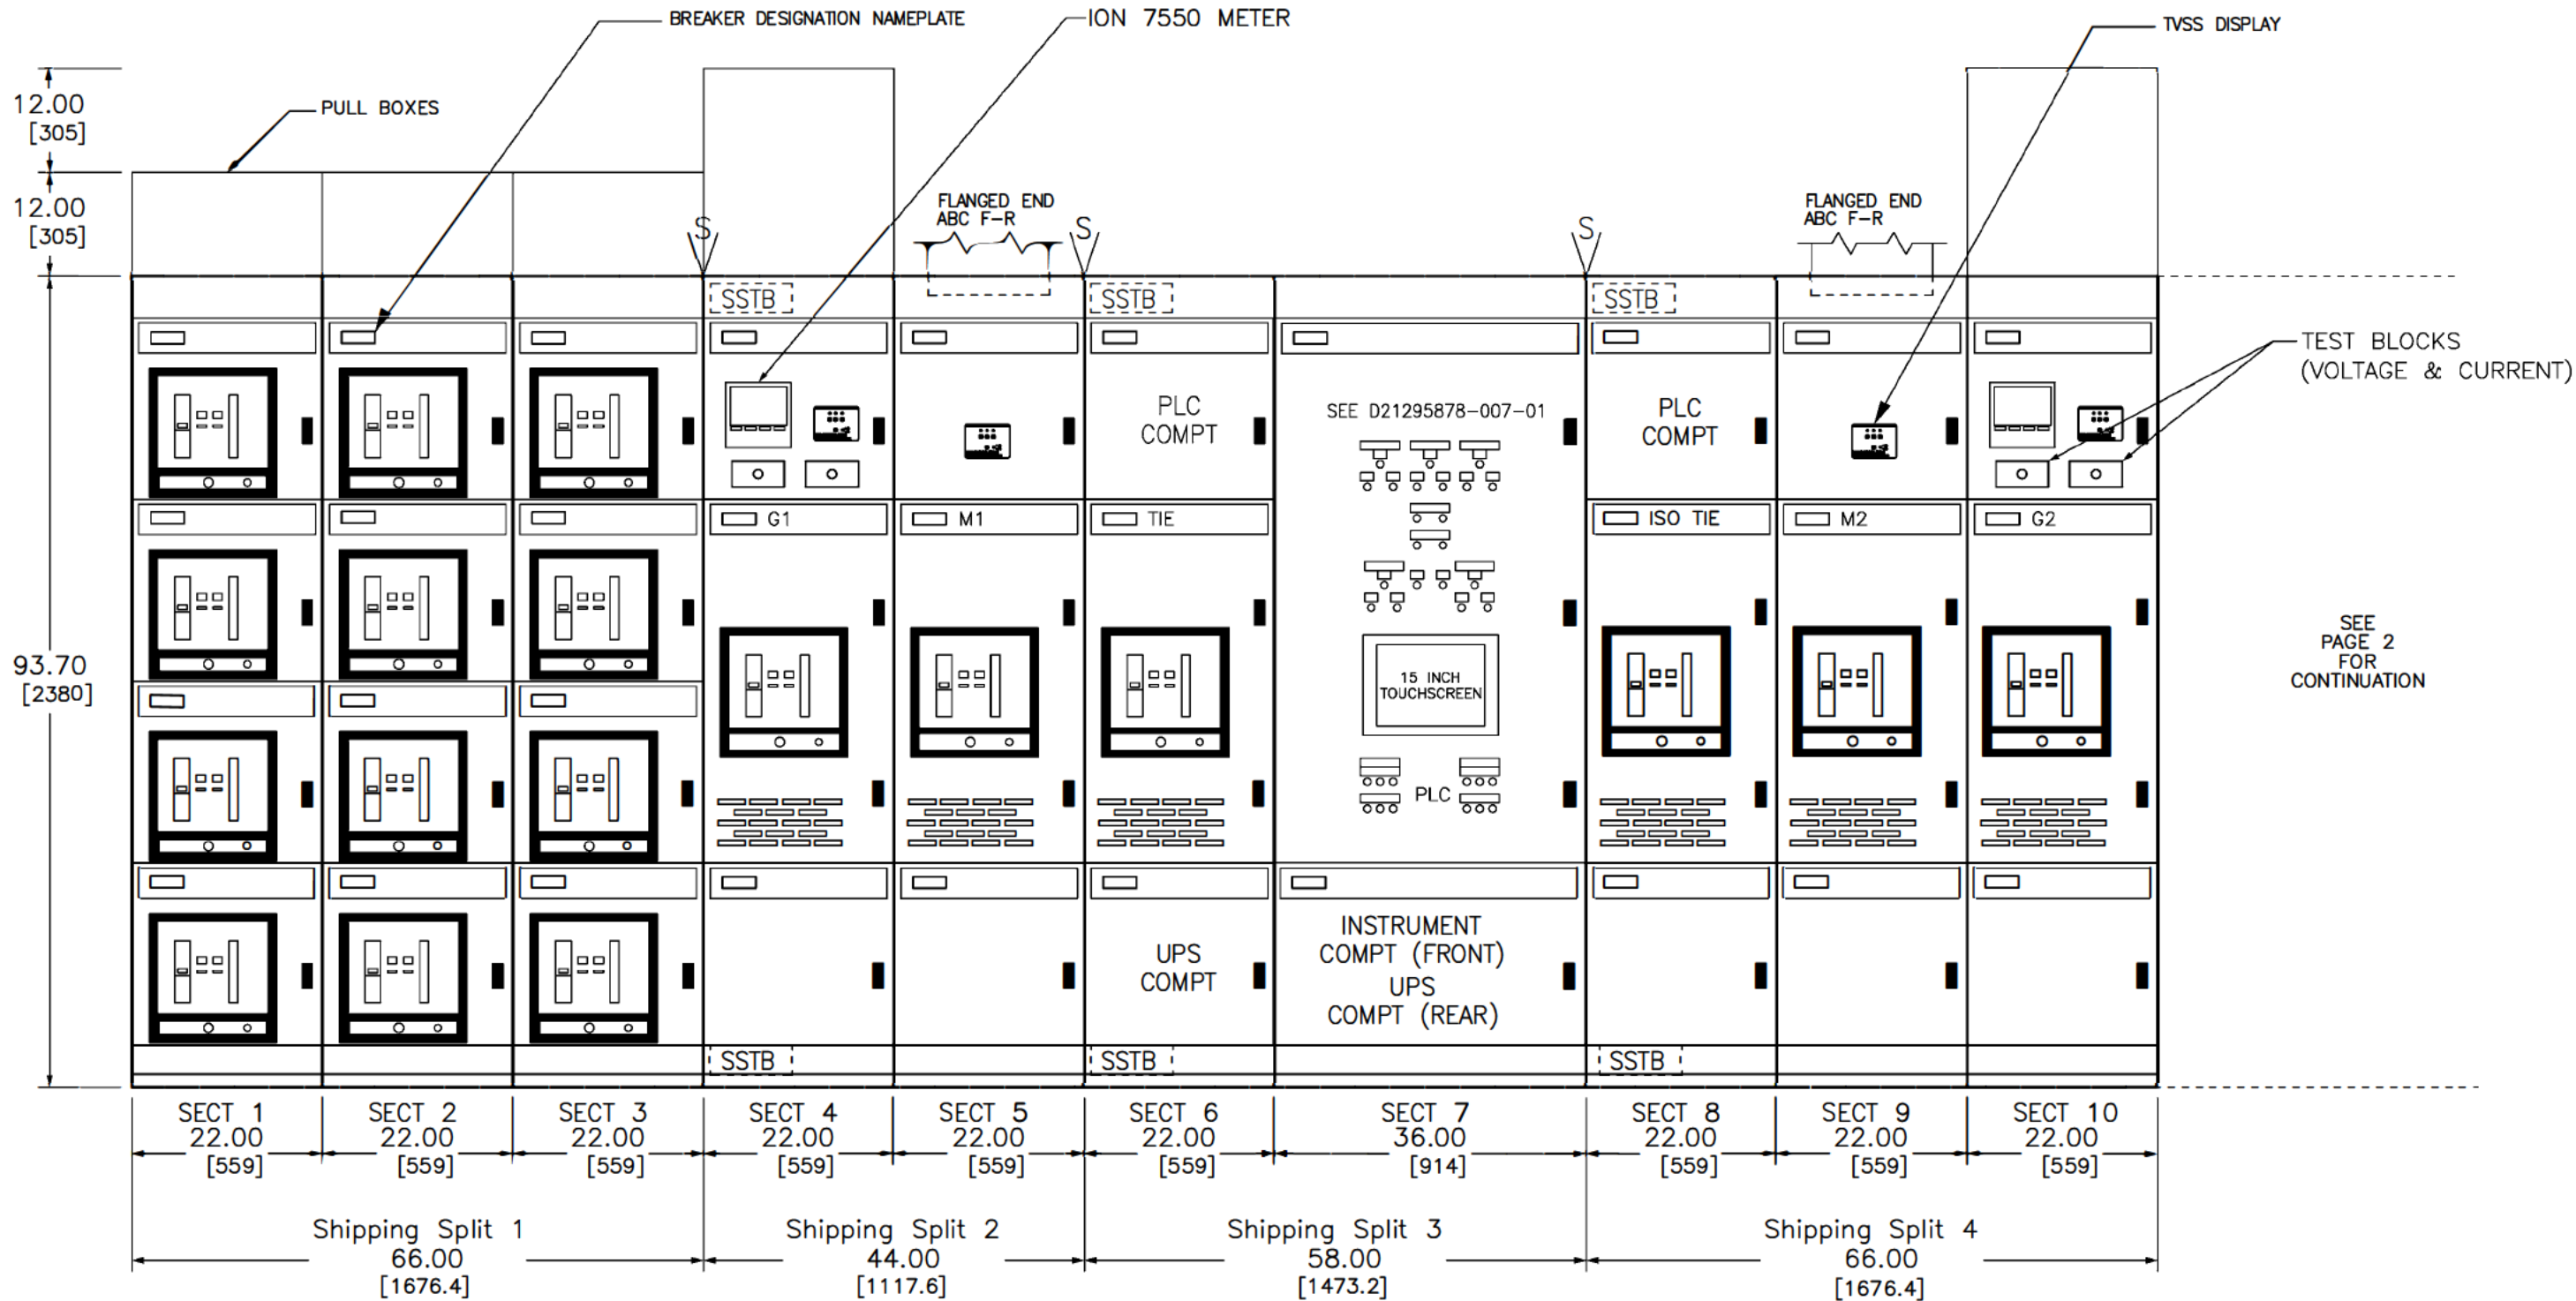 BREAKER DESIGNATION NAMEPLATE
ION 7550 METER
TVSS DISPLAY
12.00
[305]
PULL BOXES
12.00
[305]
FLANGED END
ABC F-R
FLANGED END
ABC F-R
S
S
S
SSTB
SSTB
SSTB
TEST BLOCKS
(VOLTAGE & CURRENT)
PLC
COMPT
SEE D21295878-007-01
PLC
COMPT
G1
M1
TIE
ISO TIE
M2
G2
93.70
[2380]
15 INCH
TOUCHSCREEN
SEE
PAGE 2
FOR
CONTINUATION
PLC
UPS
COMPT
INSTRUMENT
COMPT (FRONT)
UPS
COMPT (REAR)
SSTB
SSTB
SSTB
SECT 1
22.00
[559]
SECT 2
22.00
[559]
SECT 3
22.00
[559]
SECT 4
22.00
[559]
SECT 5
22.00
[559]
SECT 6
22.00
[559]
SECT 7
36.00
[914]
SECT 8
22.00
[559]
SECT 9
22.00
[559]
SECT 10
22.00
[559]
Shipping Split 1
66.00
[1676.4]
Shipping Split 2
44.00
[1117.6]
Shipping Split 3
58.00
[1473.2]
Shipping Split 4
66.00
[1676.4]